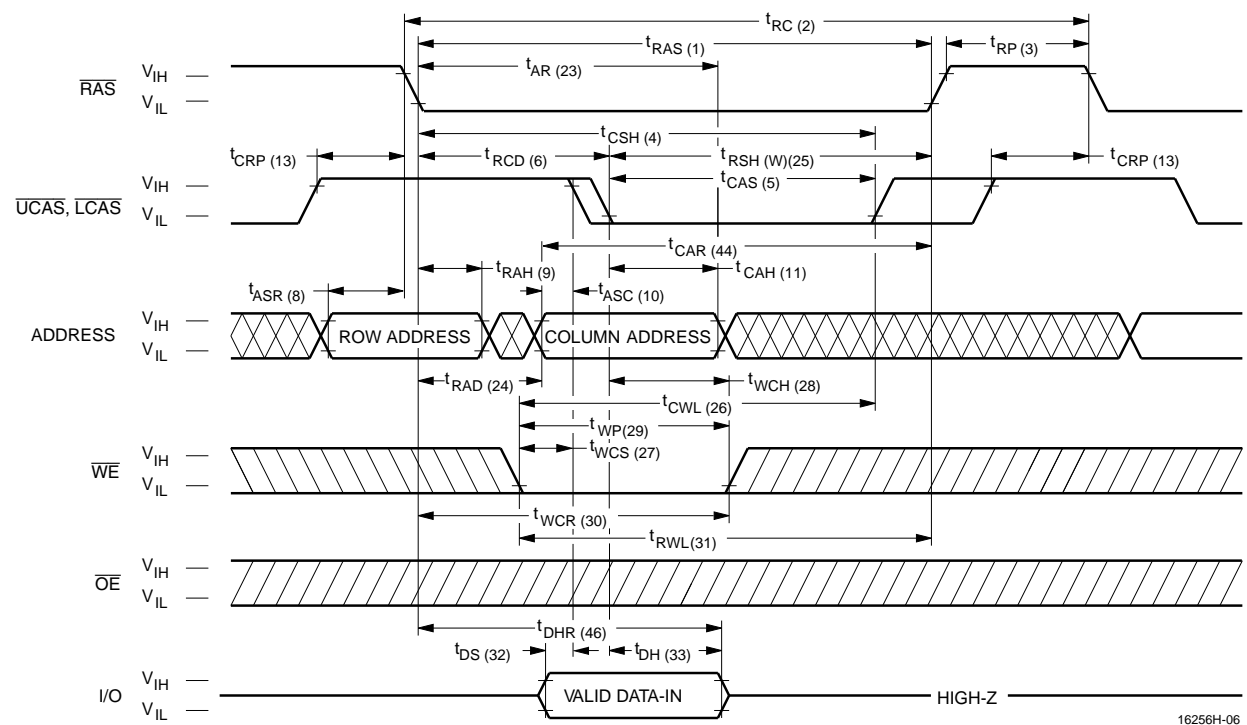 tRC (2)
tRAS (1)
tRP (3)
tAR (23)
RAS
VIH
VIL
tCSH (4)
tCRP (13)
tRCD (6)
tRSH (W)(25)
tCRP (13)
tCAS (5)
UCAS, LCAS
VIH
VIL
tCAR (44)
tRAH (9)
tCAH (11)
tASR (8)
tASC (10)
ADDRESS
VIH
VIL
ROW ADDRESS
COLUMN ADDRESS
tRAD (24)
tWCH (28)
tCWL (26)
tWP(29)
tWCS (27)
WE
VIH
VIL
tWCR (30)
tRWL(31)
OE
VIH
VIL
tDHR (46)
tDS (32)
tDH (33)
I/O
VIH
VIL
VALID DATA-IN
HIGH-Z
16256H-06